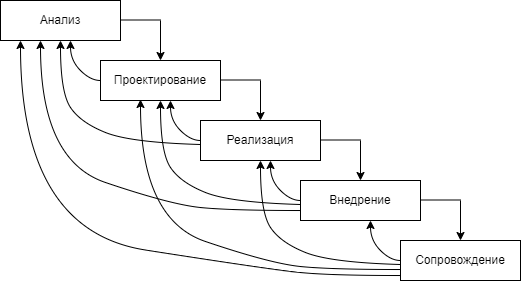 Анализ
Проектирование
Реализация
Внедрение
Сопровождение